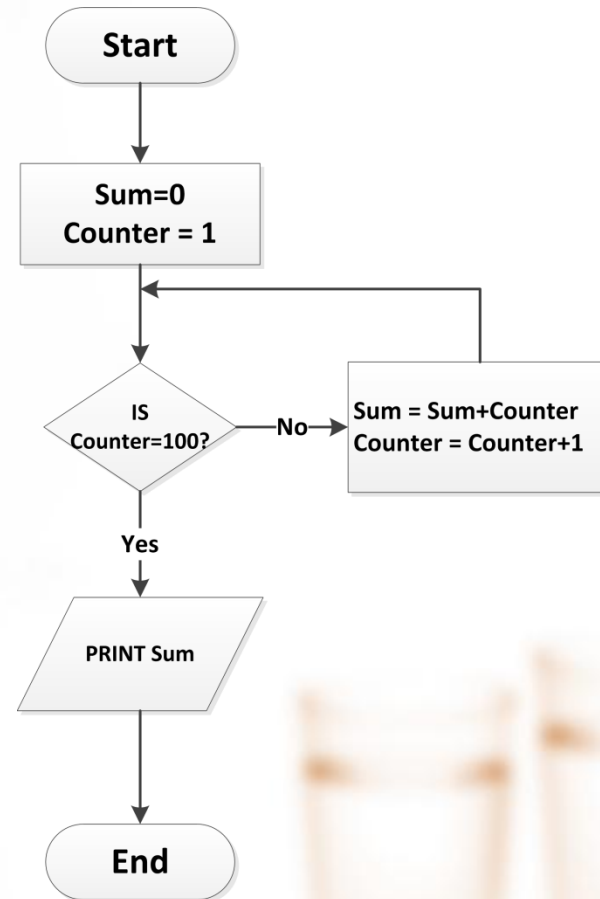 Start
Sum=0
Counter = 1
IS
Counter=100?
No
Sum = Sum+Counter
Counter = Counter+1
Yes
PRINT Sum
End